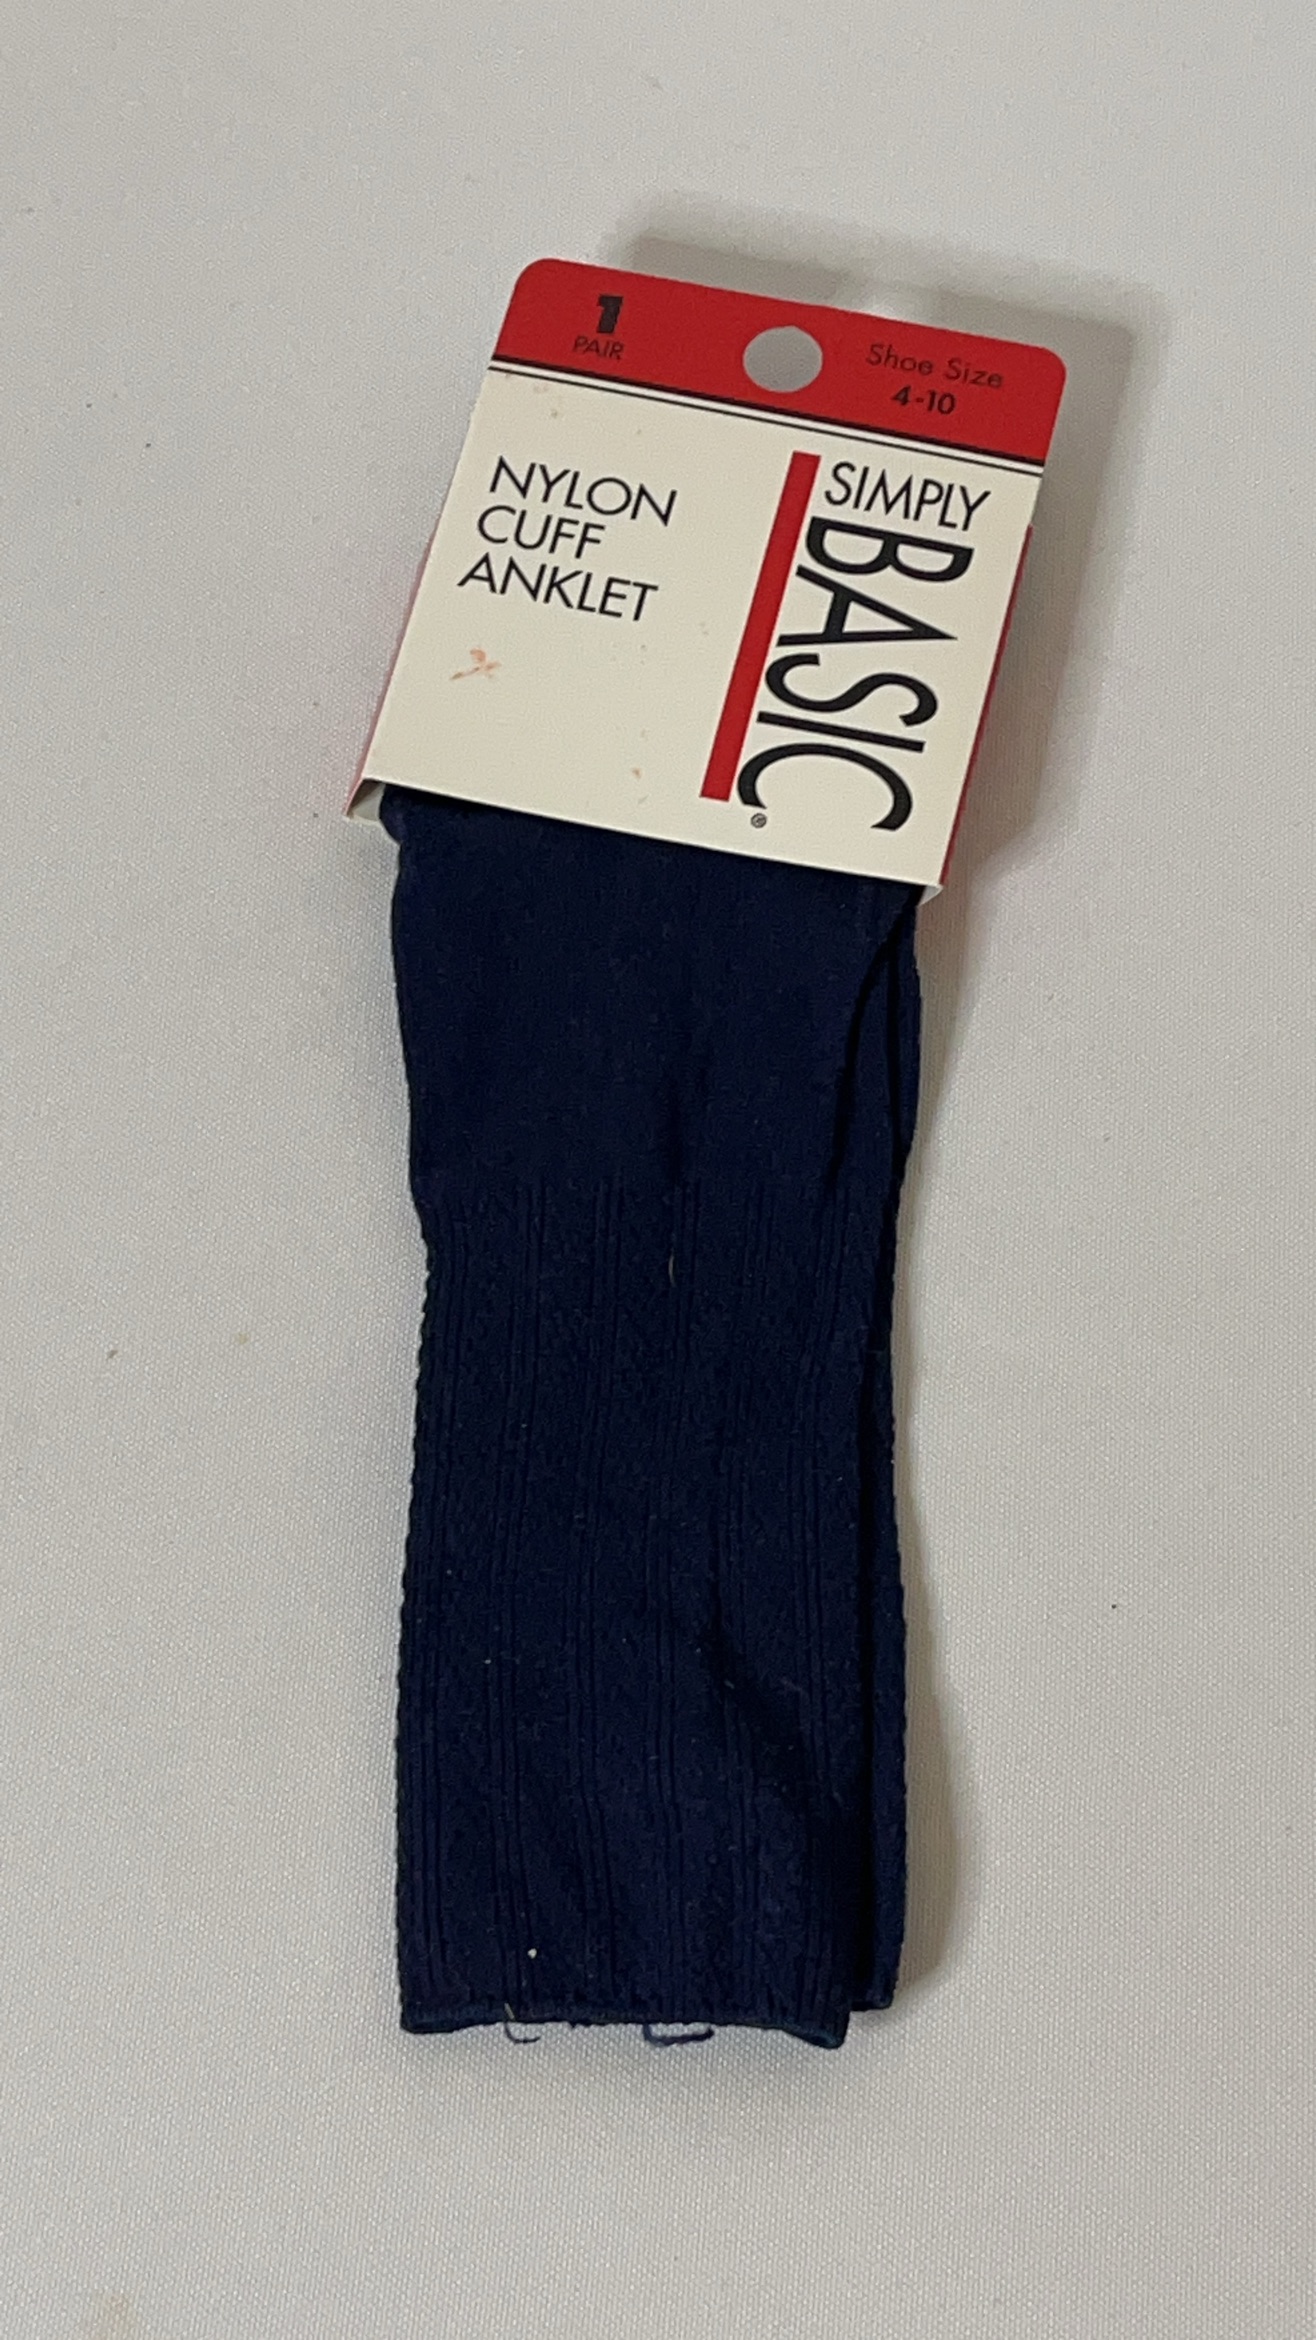 1
PAIR
Shoe Size
4-10
NYLON
CUFF
ANKLET
SIMPLY
BASIC®